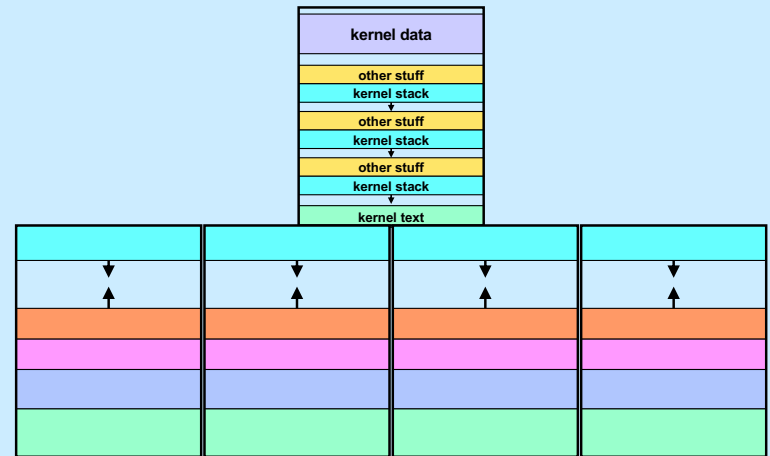 kernel data
other stuff
kernel stack
other stuff
kernel stack
other stuff
kernel stack
kernel text